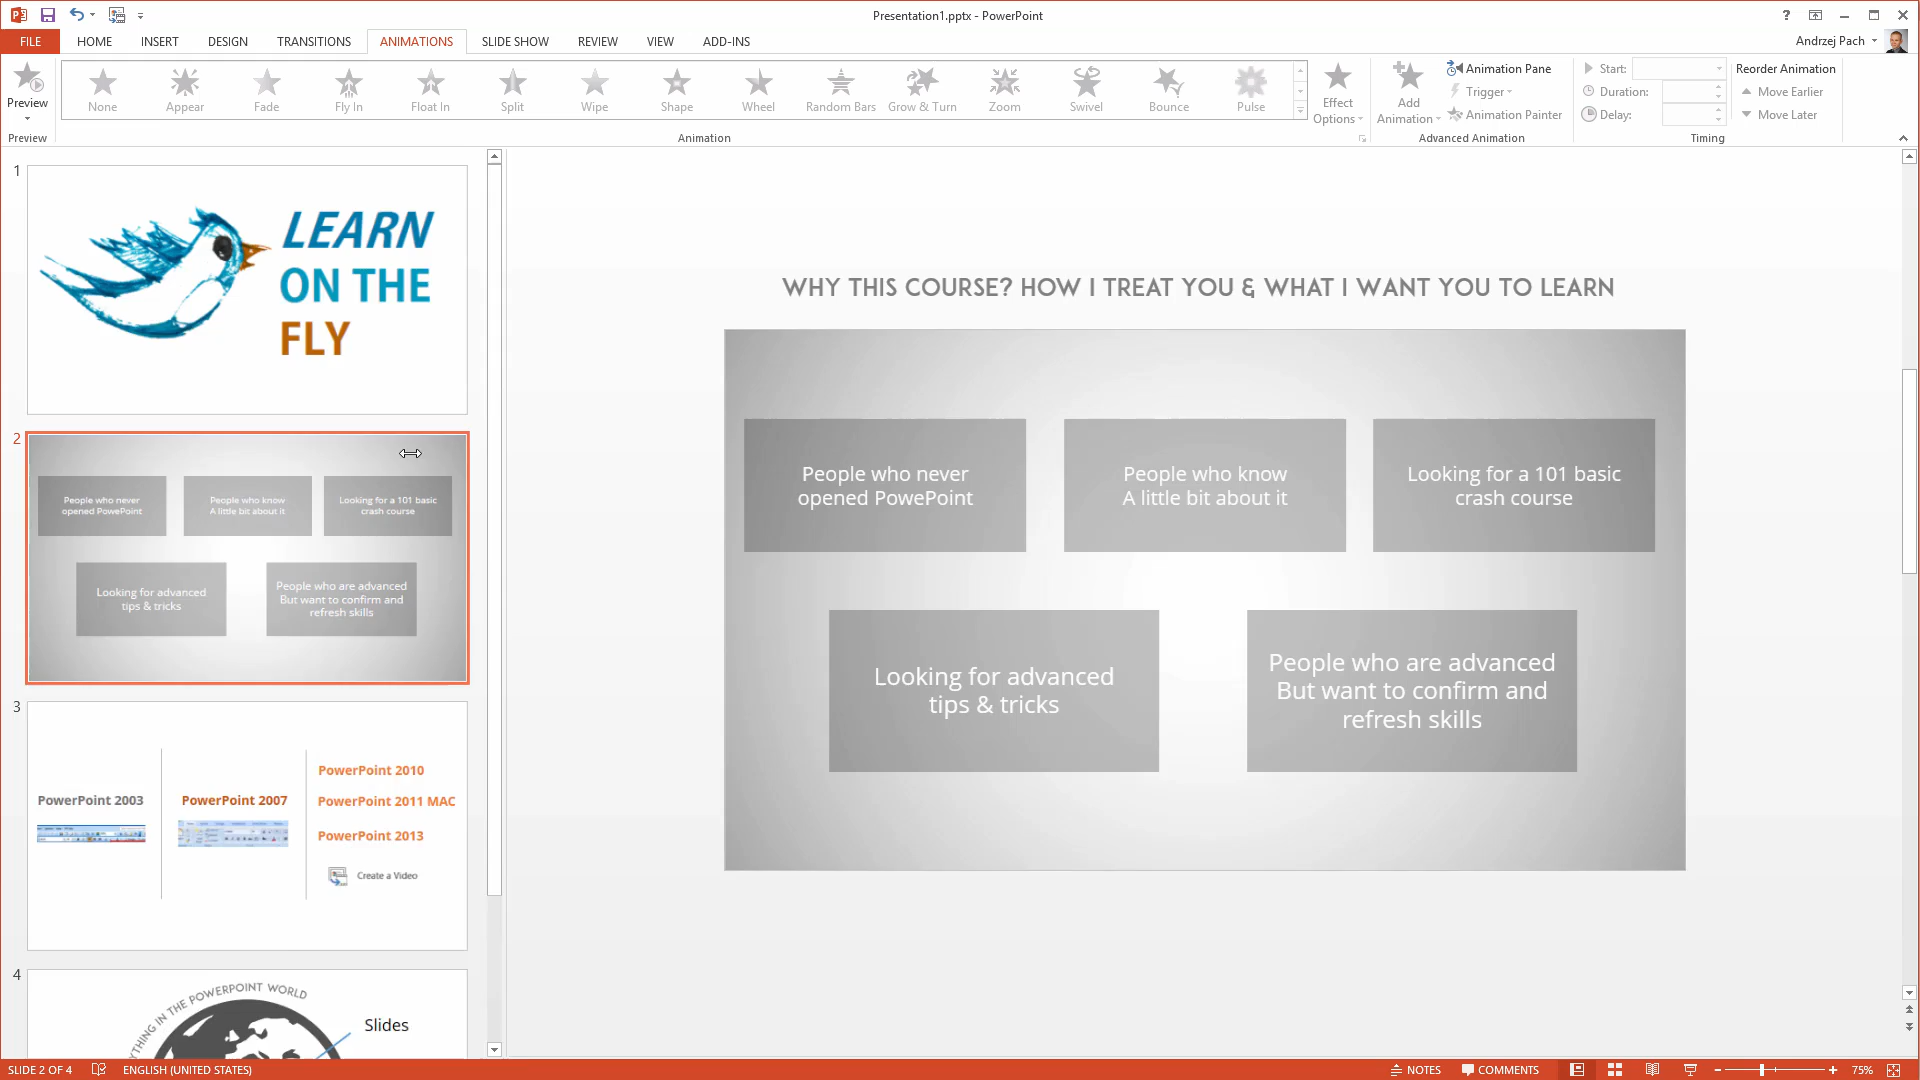 Presentation1.pptx - PowerPoint
?
FILE
HOME
INSERT
DESIGN
TRANSITIONS
ANIMATIONS
SLIDE SHOW
REVIEW
VIEW
ADD-INS
Andrzej Pach
Preview
None
Appear
Fade
Fly In
Float In
Split
Wipe
Shape
Wheel
Random Bars
Grow & Turn
Zoom
Swivel
Bounce
Pulse
Effect
Options
Add
Animation
Animation Pane
Trigger
Animation Painter
Start:
Duration:
Delay:
Reorder Animation
Move Earlier
Move Later
Preview
Animation
Advanced Animation
Timing
1
LEARN
ON THE
FLY
2
People who never
opened PowePoint
People who know
A little bit about it
Looking for a 101 basic
crash course
Looking for advanced
tips & tricks
People who are advanced
But want to confirm and
refresh skills
3
PowerPoint 2003
PowerPoint 2007
PowerPoint 2010
PowerPoint 2011 MAC
PowerPoint 2013
Create a Video
4
YTHING IN THE POWERPOINT WORLD
Slides
WHY THIS COURSE? HOW I TREAT YOU & WHAT I WANT YOU TO LEARN
People who never
opened PowePoint
People who know
A little bit about it
Looking for a 101 basic
crash course
Looking for advanced
tips & tricks
People who are advanced
But want to confirm and
refresh skills
SLIDE 2 OF 4
ENGLISH (UNITED STATES)
NOTES
COMMENTS
75%